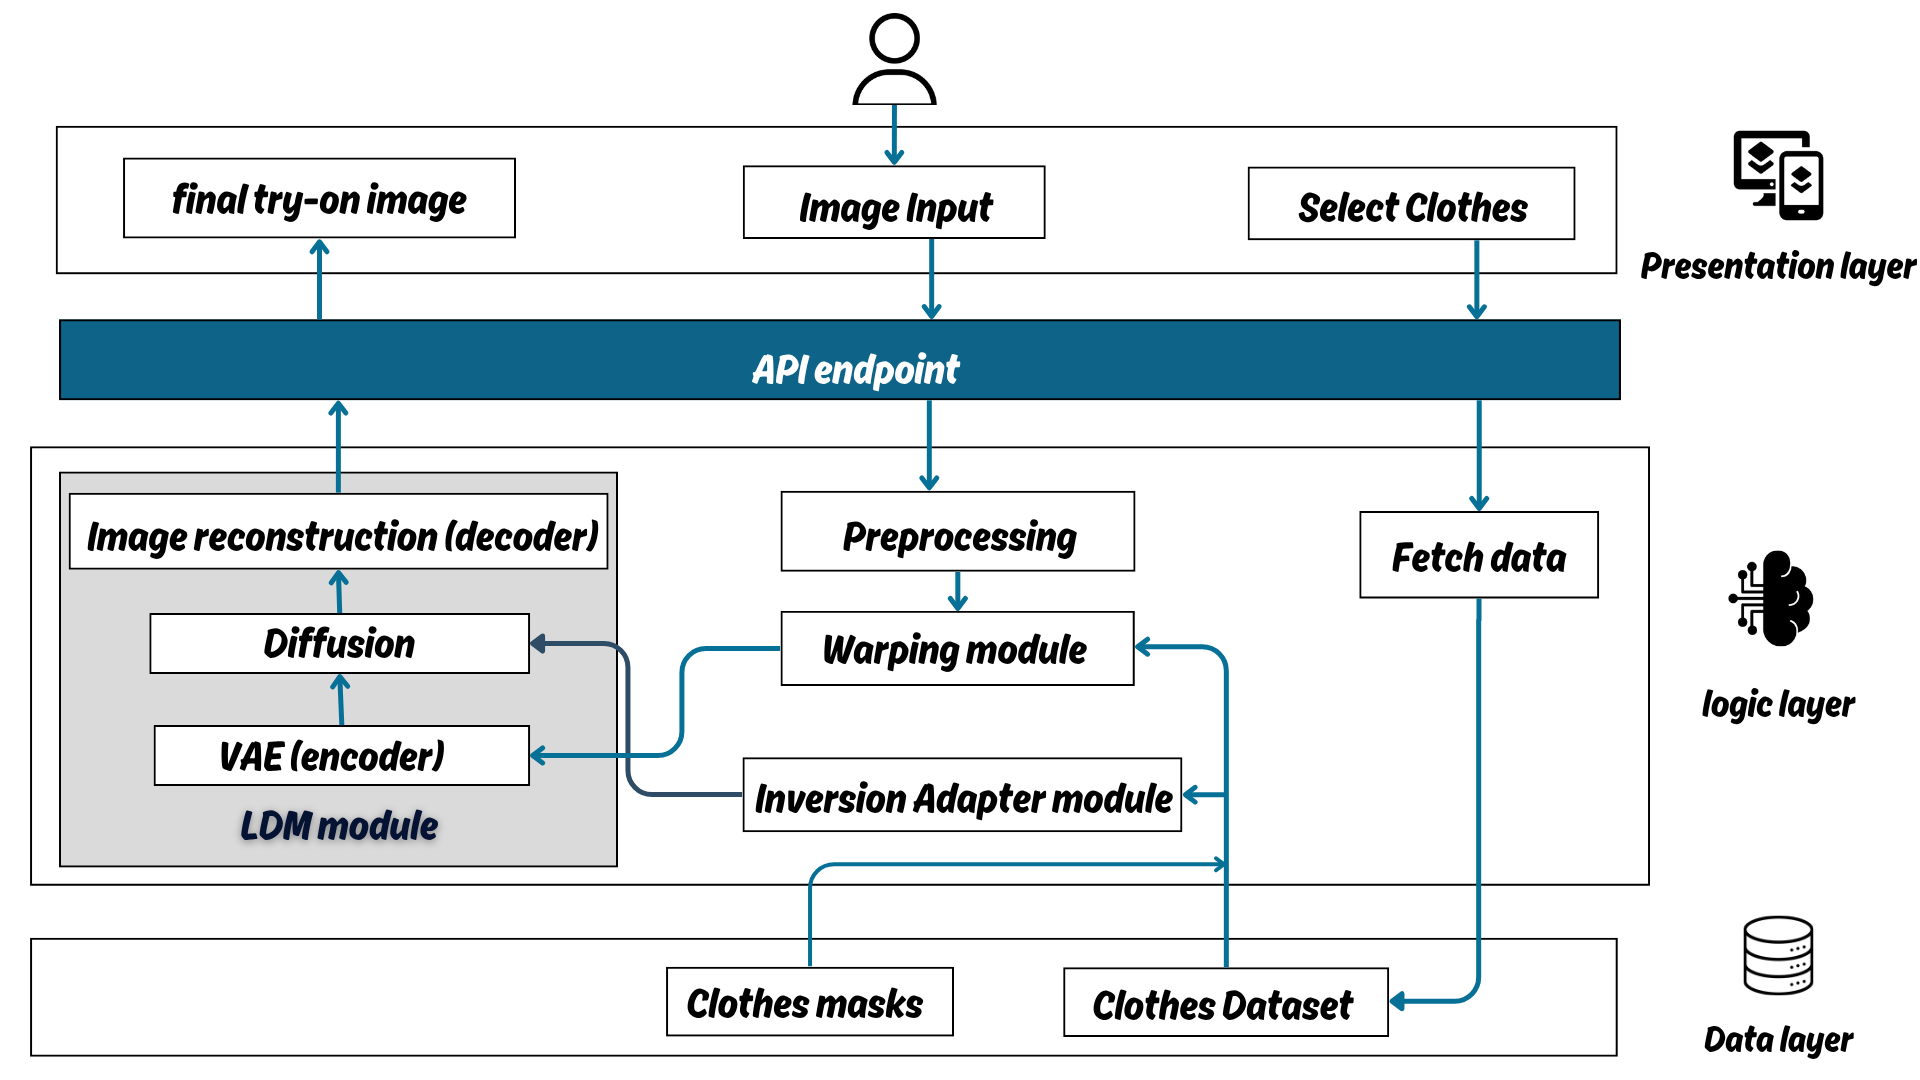 final try-on image
Image Input
Select Clothes
Presentation layer
API endpoint
Image reconstruction (decoder)
Preprocessing
Fetch data
Diffusion
Warping module
logic layer
VAE (encoder)
Inversion Adapter module
LDM module
Clothes masks
Clothes Dataset
Data layer